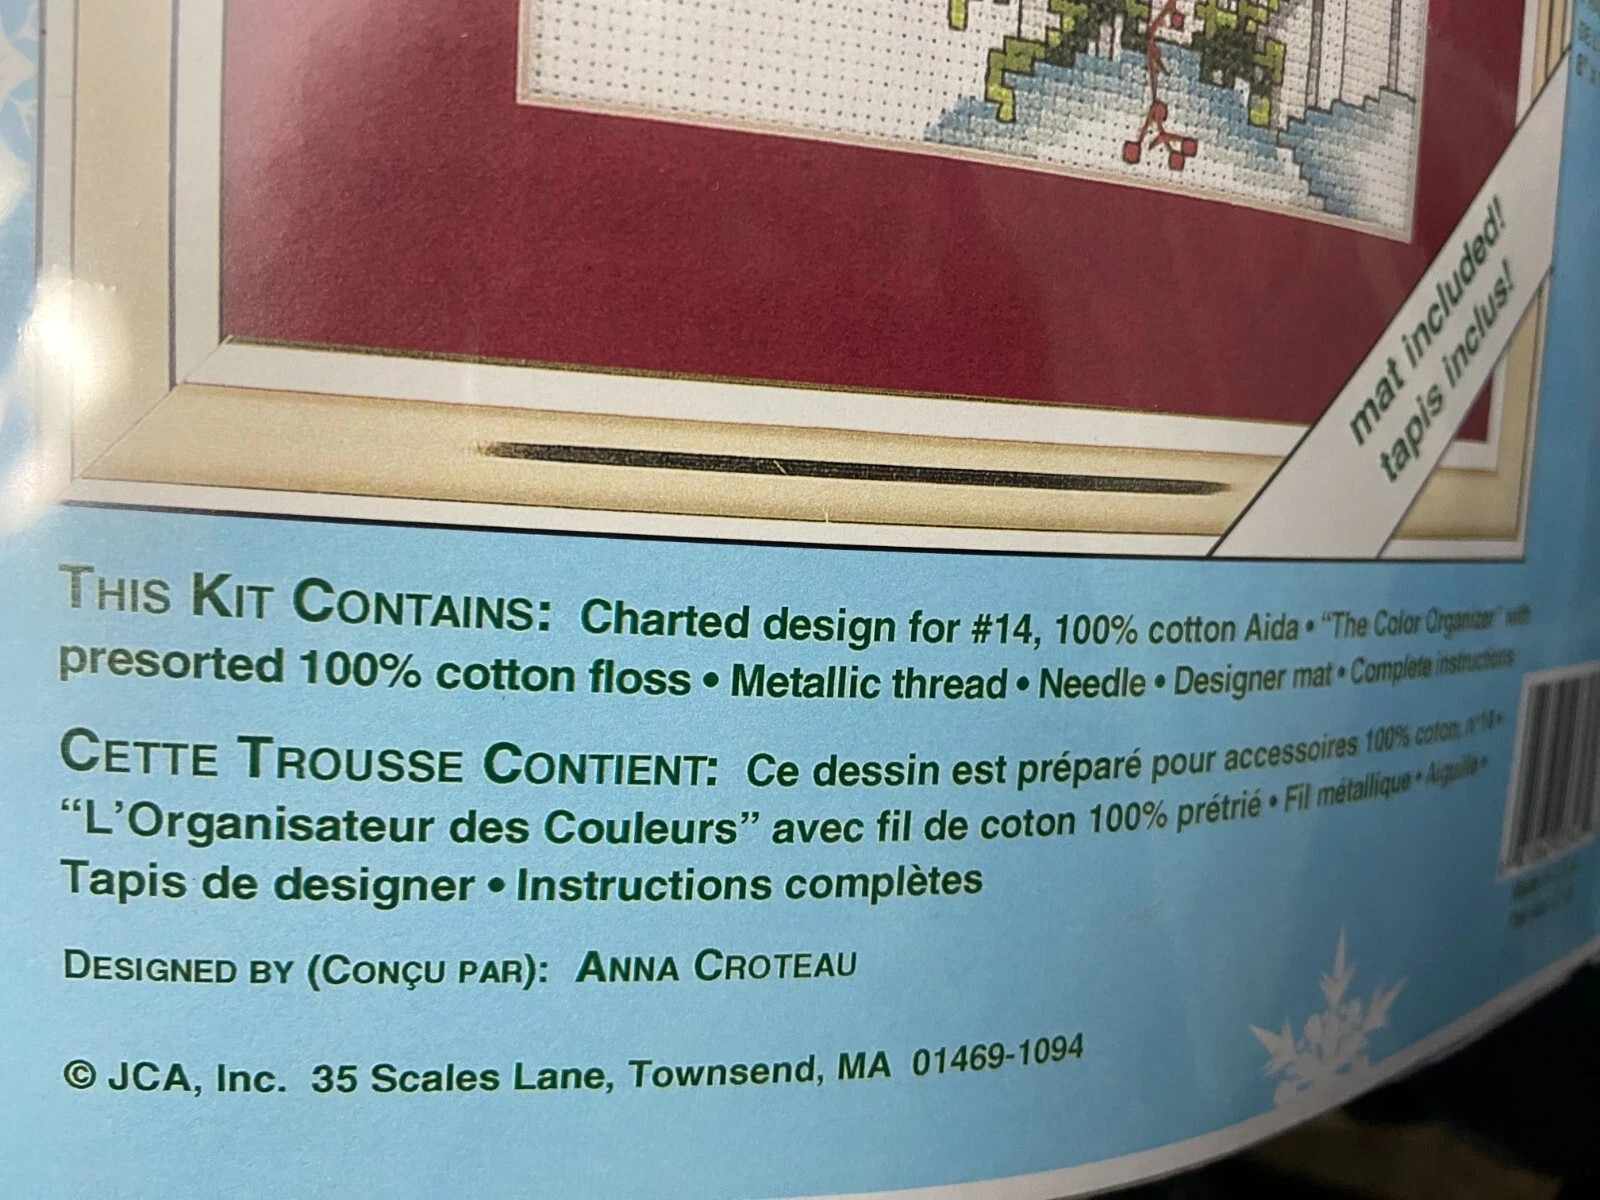 mat included!
tapis inclus!
THIS KIT CONTAINS: Charted design for #14, 100% cotton Aida • "The Color Organizer" with
presorted 100% cotton floss • Metallic thread • Needle • Designer mat • Complete instructions
CETTE TROUSSE CONTIENT: Ce dessin est préparé pour accessoires 100% coton, n°14 •
"L'Organisateur des Couleurs" avec fil de coton 100% prétrié • Fil métallique • Aiguille •
Tapis de designer • Instructions complètes
DESIGNED BY (CONÇU PAR): ANNA CROTEAU
© JCA, Inc. 35 Scales Lane, Townsend, MA 01469-1094